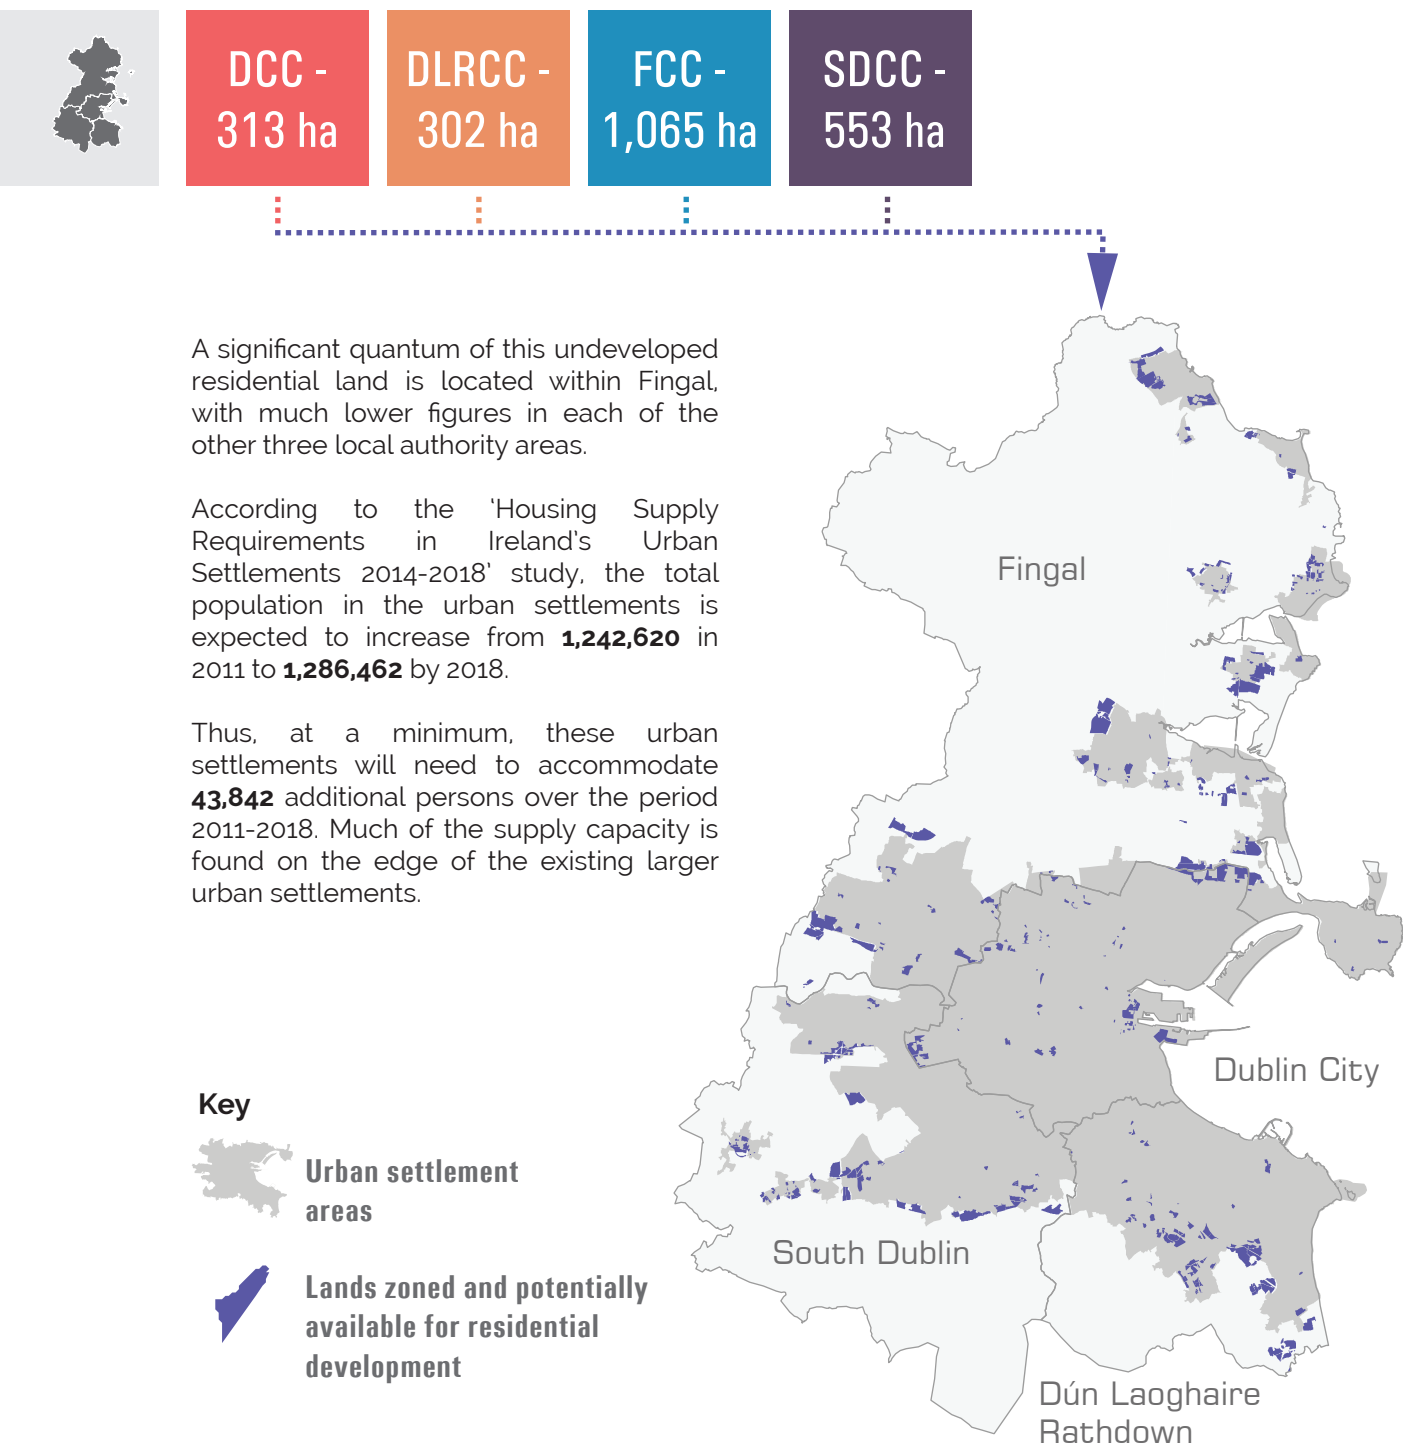 DCC -
313 ha
DLRCC -
302 ha
FCC -
1,065 ha
SDCC -
553 ha
A significant quantum of this undeveloped
residential land is located within Fingal,
with much lower figures in each of the
other three local authority areas.
According to the ‘Housing Supply
Requirements in Ireland’s Urban
Settlements 2014-2018’ study, the total
population in the urban settlements is
expected to increase from 1,242,620 in
2011 to 1,286,462 by 2018.
Thus, at a minimum, these urban
settlements will need to accommodate
43,842 additional persons over the period
2011-2018. Much of the supply capacity is
found on the edge of the existing larger
urban settlements.
Key
Urban settlement
areas
Lands zoned and potentially
available for residential
development
Fingal
Dublin City
South Dublin
Dún Laoghaire
Rathdown